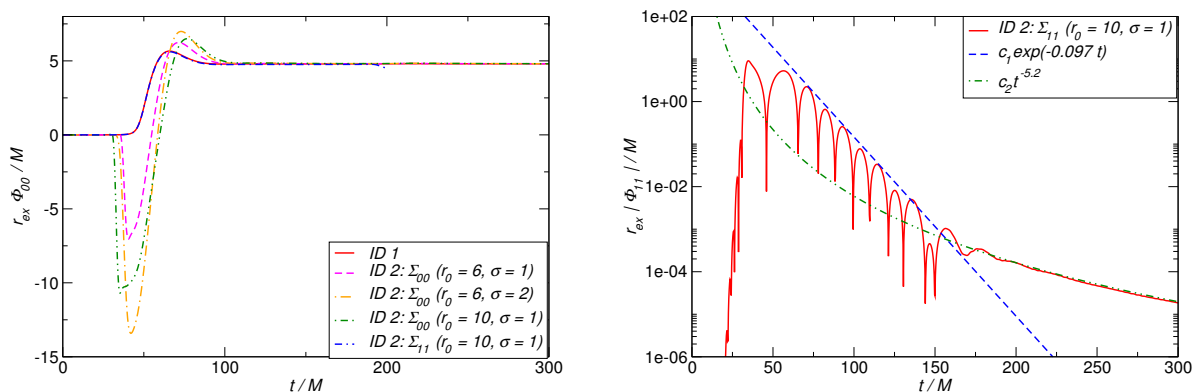 5
0
-5
-10
-15
r_ex Φ_00 / M
0
100
200
300
t / M
ID 1
ID 2: Σ_00 (r_0 = 6, σ = 1)
ID 2: Σ_00 (r_0 = 6, σ = 2)
ID 2: Σ_00 (r_0 = 10, σ = 1)
ID 2: Σ_11 (r_0 = 10, σ = 1)
1e+02
1e+00
1e-02
1e-04
1e-06
r_ex | Φ_11 | / M
0
50
100
150
200
250
300
t / M
ID 2: Σ_11 (r_0 = 10, σ = 1)
c_1exp(-0.097 t)
c_2t^-5.2